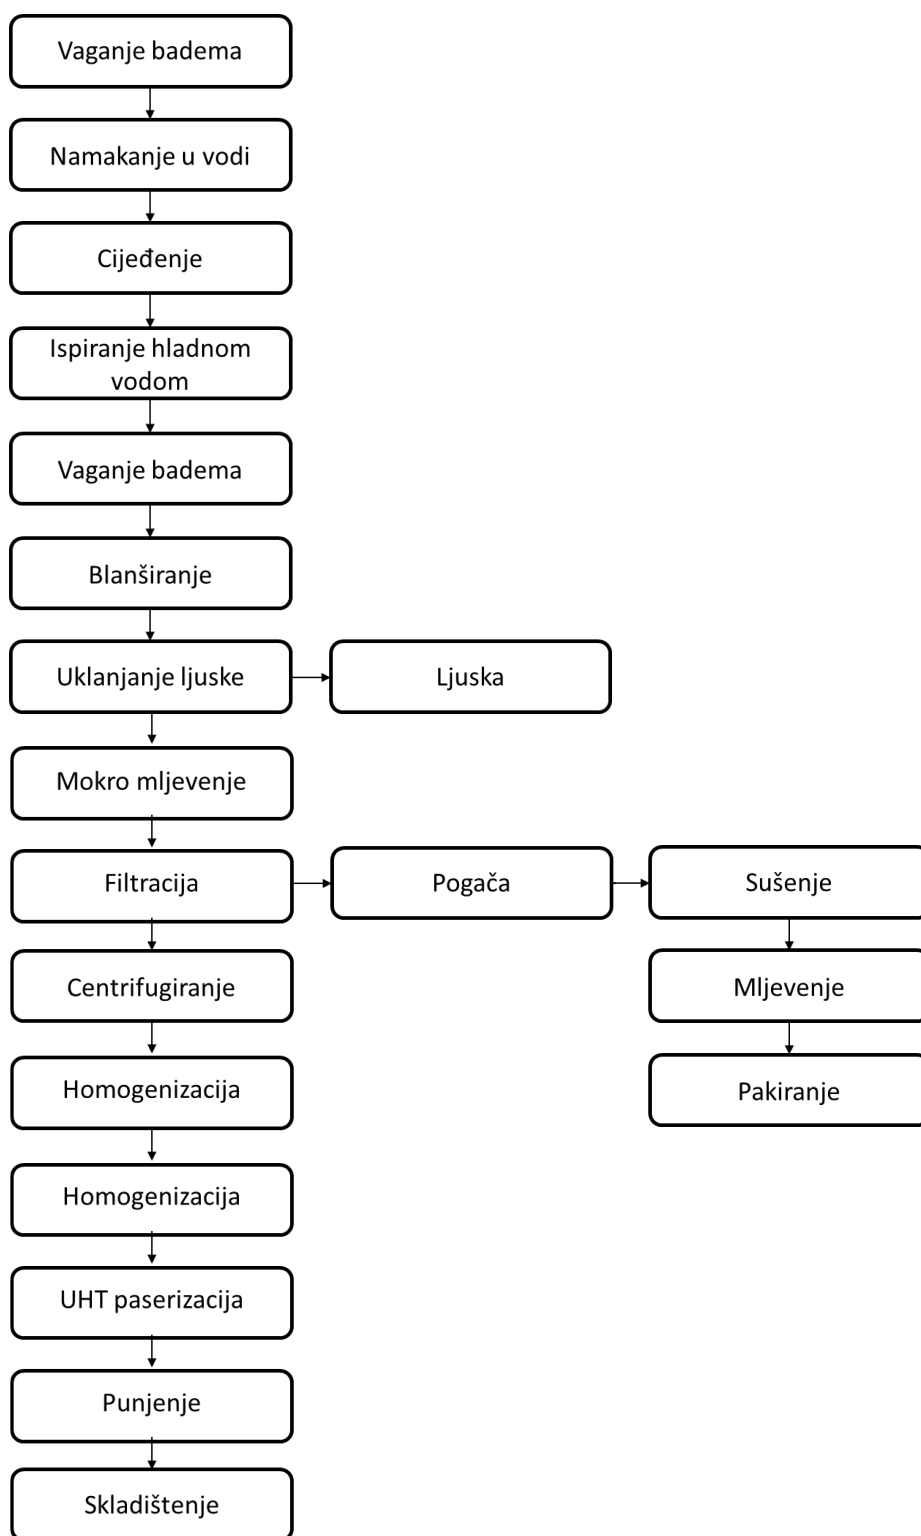 Vaganje badema
Namakanje u vodi
Cijeđenje
Ispiranje hladnom
vodom
Vaganje badema
Blanširanje
Uklanjanje ljuske
Ljuska
Mokro mljevenje
Filtracija
Pogača
Sušenje
Centrifugiranje
Mljevenje
Homogenizacija
Pakiranje
Homogenizacija
UHT paserizacija
Punjenje
Skladištenje